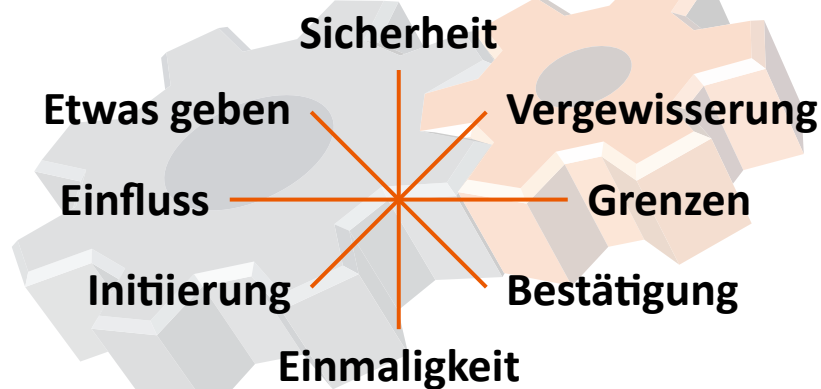 Sicherheit
Etwas geben
Vergewisserung
Einfluss
Grenzen
Initiierung
Bestätigung
Einmaligkeit